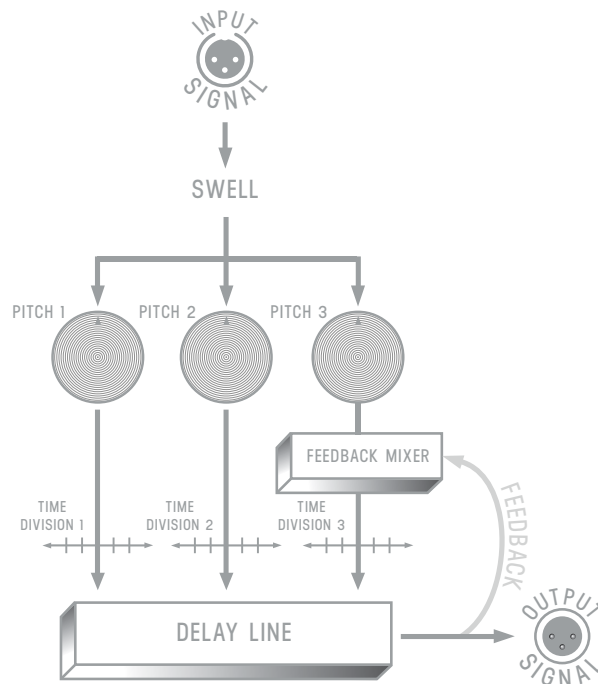 INPUT
SIGNAL
SWELL
PITCH 1
PITCH 2
PITCH 3
FEEDBACK MIXER
TIME
DIVISION 1
TIME
DIVISION 2
TIME
DIVISION 3
FEEDBACK
DELAY LINE
OUTPUT
SIGNAL